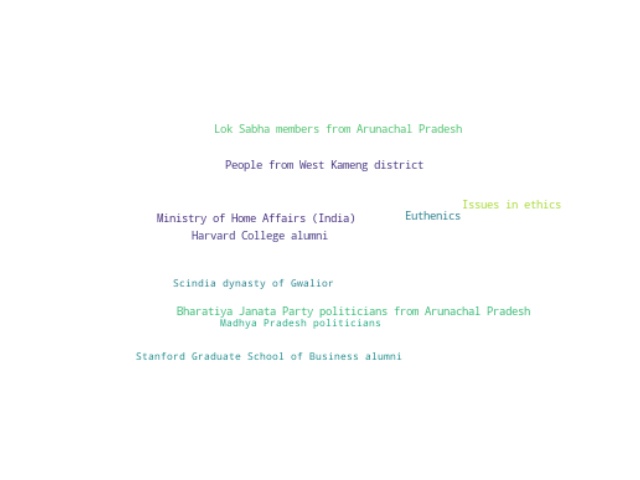 Lok Sabha members from Arunachal Pradesh
People from West Kameng district
Issues in ethics
Euthenics
Ministry of Home Affairs (India)
Harvard College alumni
Scindia dynasty of Gwalior
Bharatiya Janata Party politicians from Arunachal Pradesh
Madhya Pradesh politicians
Stanford Graduate School of Business alumni